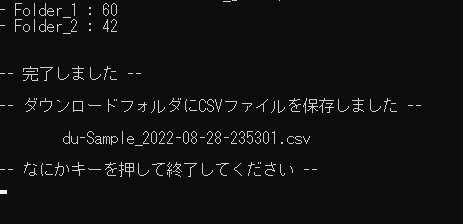 - Folder_1 : 60
- Folder_2 : 42
-- 完了しました --
-- ダウンロードフォルダにCSVファイルを保存しました --
du-Sample_2022-08-28-235301.csv
-- なにかキーを押して終了してください --